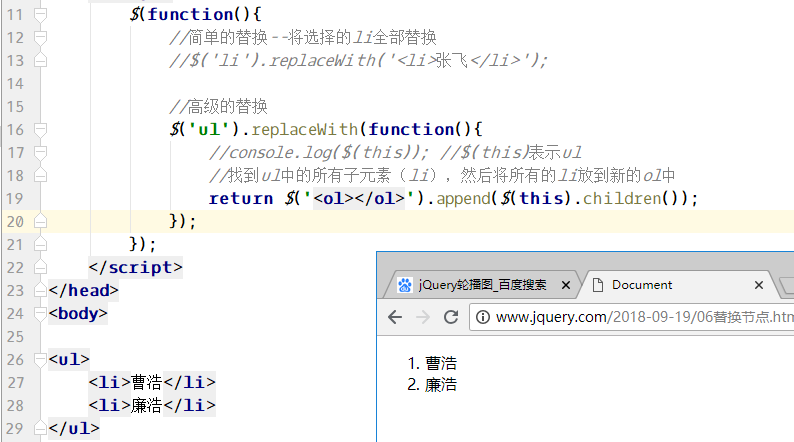 11 $(function(){
12 //简单的替换--将选择的li全部替换
13 //$('li').replaceWith('<li>张飞</li>');
14
15 //高级的替换
16 $('ul').replaceWith(function(){
17 //console.log($(this)); //$(this)表示ul
18 //找到ul中的所有子元素（li），然后将所有的li放到新的ol中
19 return $('<ol></ol>').append($(this).children());
20 });
21 });
22 </script>
23 </head>
24 <body>
25
26 <ul>
27 <li>曹浩</li>
28 <li>廉浩</li>
29 </ul>
jQuery轮播图_百度搜索
Document
www.jquery.com/2018-09-19/06替换节点.htm
1. 曹浩
2. 廉浩